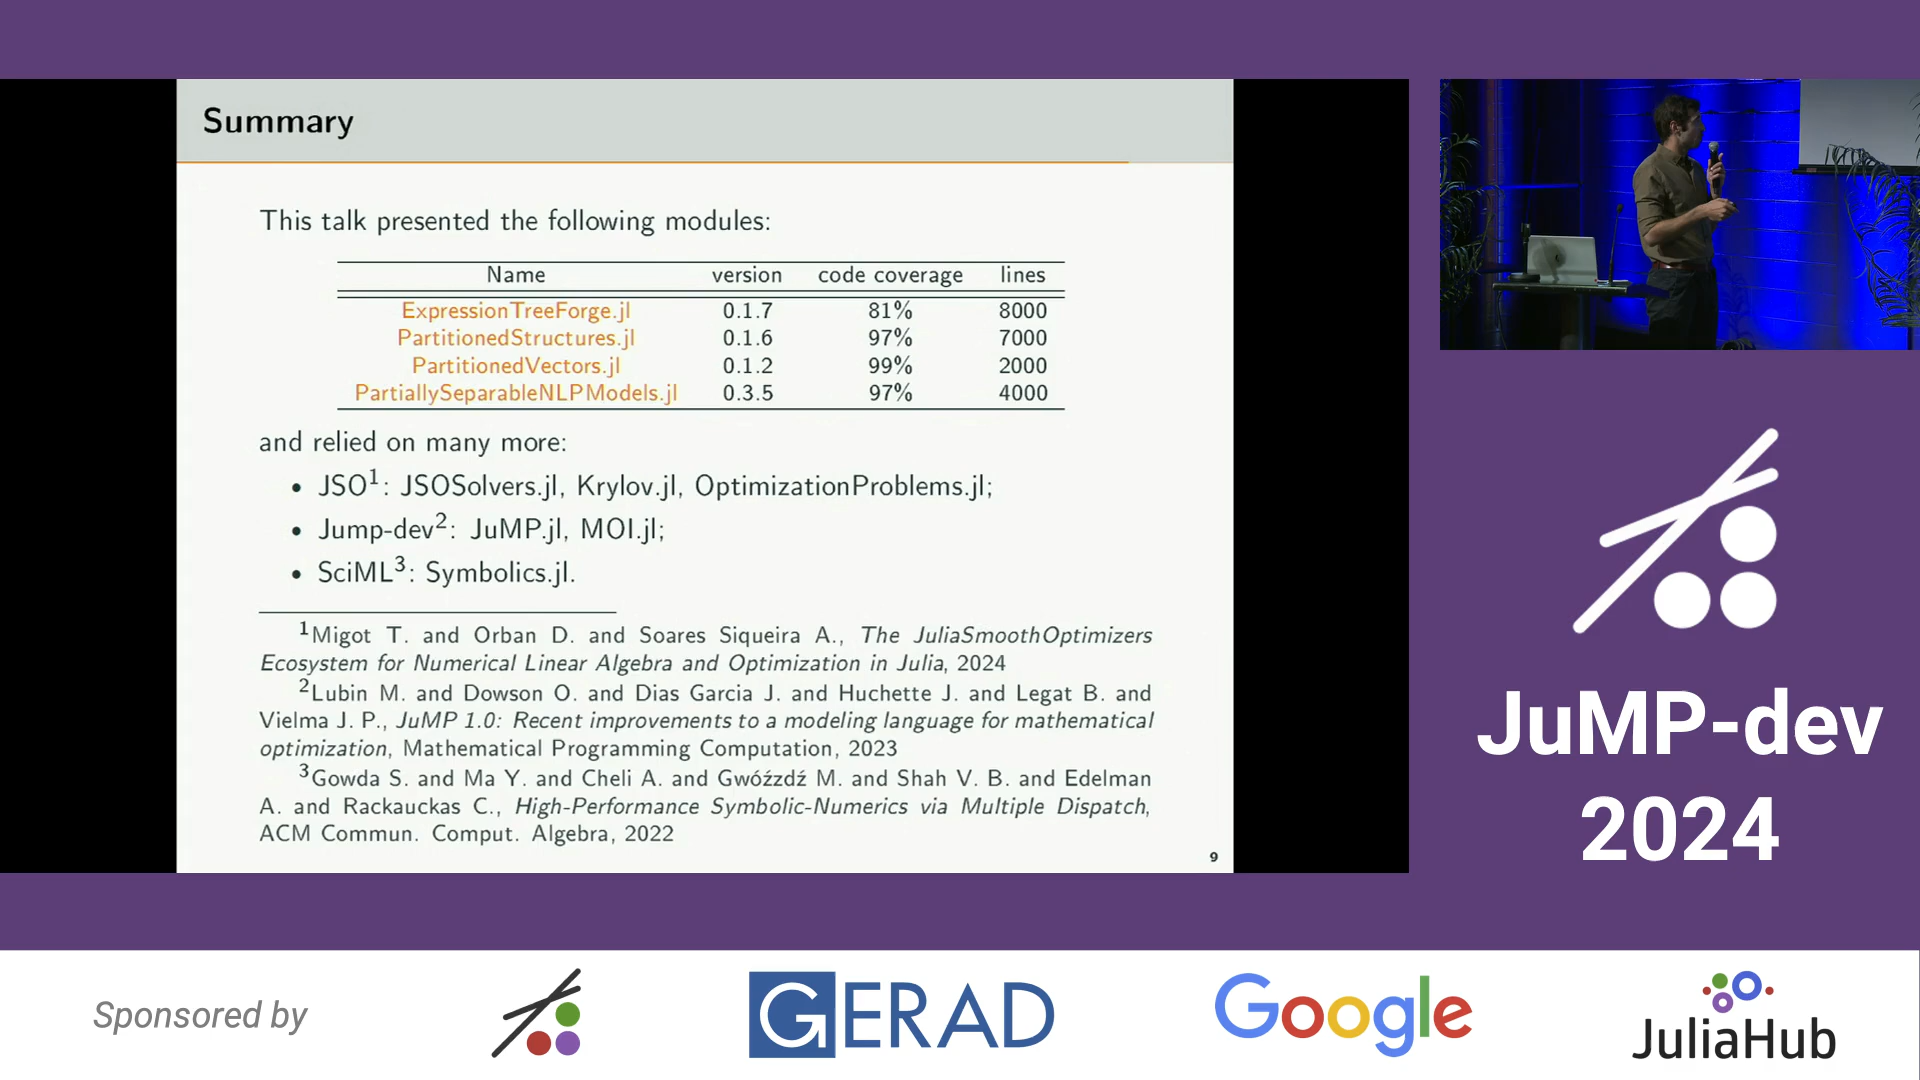 Summary
This talk presented the following modules:
Name version code coverage lines
ExpressionTreeForge.jl 0.1.7 81% 8000
PartitionedStructures.jl 0.1.6 97% 7000
PartitionedVectors.jl 0.1.2 99% 2000
PartiallySeparableNLPModels.jl 0.3.5 97% 4000
and relied on many more:
• JSO1: JSOSolvers.jl, Krylov.jl, OptimizationProblems.jl;
• Jump-dev2: JuMP.jl, MOI.jl;
• SciML3: Symbolics.jl.
1Migot T. and Orban D. and Soares Siqueira A., The JuliaSmoothOptimizers
Ecosystem for Numerical Linear Algebra and Optimization in Julia, 2024
2Lubin M. and Dowson O. and Dias Garcia J. and Huchette J. and Legat B. and
Vielma J. P., JuMP 1.0: Recent improvements to a modeling language for mathematical
optimization, Mathematical Programming Computation, 2023
3Gowda S. and Ma Y. and Cheli A. and Gwóźzdź M. and Shah V. B. and Edelman
A. and Rackauckas C., High-Performance Symbolic-Numerics via Multiple Dispatch,
ACM Commun. Comput. Algebra, 2022
9
JuMP-dev
2024
Sponsored by
GERAD
Google
JuliaHub